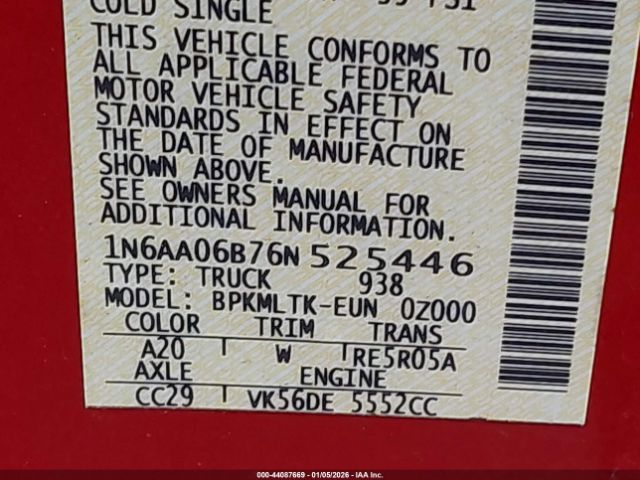 COLD SINGLE
THIS VEHICLE CONFORMS TO
ALL APPLICABLE FEDERAL
MOTOR VEHICLE SAFETY
STANDARDS IN EFFECT ON
THE DATE OF MANUFACTURE
SHOWN ABOVE.
SEE OWNERS MANUAL FOR
ADDITIONAL INFORMATION.
1N6AA06B76N 525446
TYPE: TRUCK 938
MODEL: BPKMLTK-EUN 0Z000
COLOR TRIM TRANS
A20 W RE5R05A
AXLE ENGINE
CC29 VK56DE 5552CC
000-44087669 - 01/05/2026 - IAA Inc.